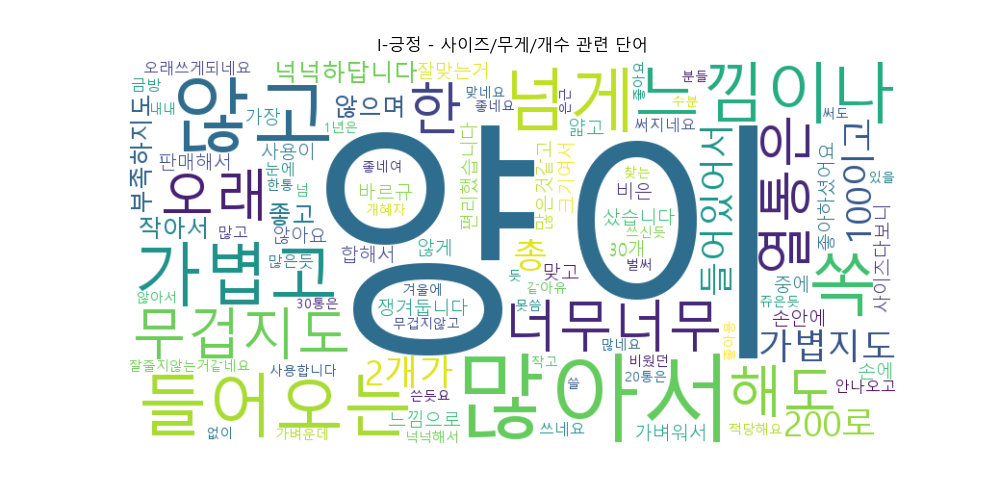 I-긍정 - 사이즈/무게/개수 관련 단어
오래쓰게되네요
넉넉하답니다
잘맞는거
넘게
느낌이나
좋아요
분들
금방
내내
않고
가장
않으며
한
맞네요
좋네요
은근
수분
써도
부족하지도
판매해서
사용이
1년은
양이
편리했습니다
얇고
써지네요
많은것같고
크기여서
들어있어서
열통은
좋아하셨어요
100이고
있을
사이즈다보니
오래
눈에
한통
넘
좋네여
바르규
개혜자
찾는
비은
샀습니다
쓰신듯
작아서
좋고
많고
않아요
합해서
않게
총
30개
벌써
쏙
가볍고
많은듯
맞고
듯
같아유
중에
쥬은듯
않아서
30통은
겨울에
쟁겨둡니다
무겁지않고
못씀
너무너무
손안에
무겁지도
많네요
좋아용
가볍지도
잘줄지않는거같네요
사용합니다
2개가
작고
비웠던
20통은
손에
안나오고
들어오는
쓴듯요
많아서
쓸
해도
200로
느낌으로
없이
가벼운데
넉넉해서
쓰네요
가벼워서
적당해요